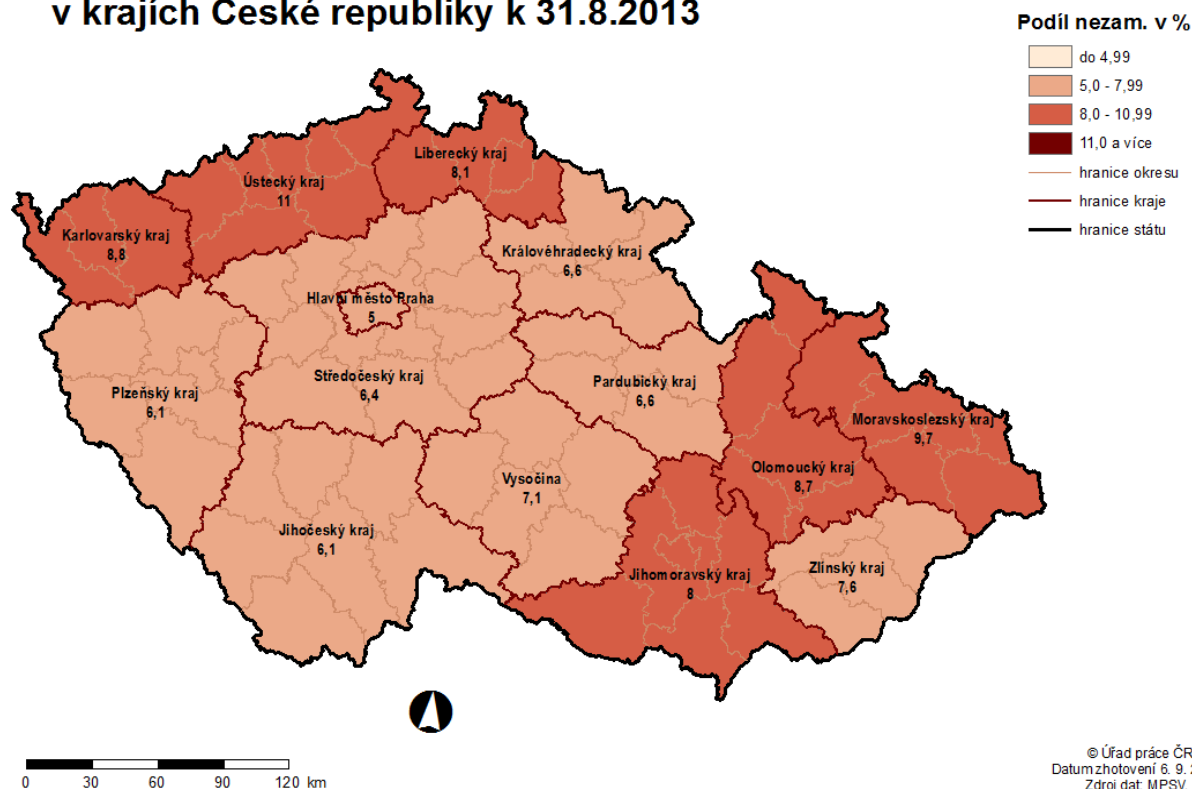 v krajích České republiky k 31.8.2013
Podíl nezam. v %
do 4,99
5,0 - 7,99
8,0 - 10,99
11,0 a více
hranice okresu
hranice kraje
hranice státu
Liberecký kraj
8,1
Ústecký kraj
11
Karlovarský kraj
8,8
Královéhradecký kraj
6,6
Hlavní město Praha
5
Středočeský kraj
6,4
Pardubický kraj
6,6
Plzeňský kraj
6,1
Moravskoslezský kraj
9,7
Olomoucký kraj
8,7
Vysočina
7,1
Jihočeský kraj
6,1
Zlínský kraj
7,6
Jihomoravský kraj
8
0 30 60 90 120 km
© Úřad práce ČR
Datum zhotovení 6. 9.
Zdroj dat: MPSV,